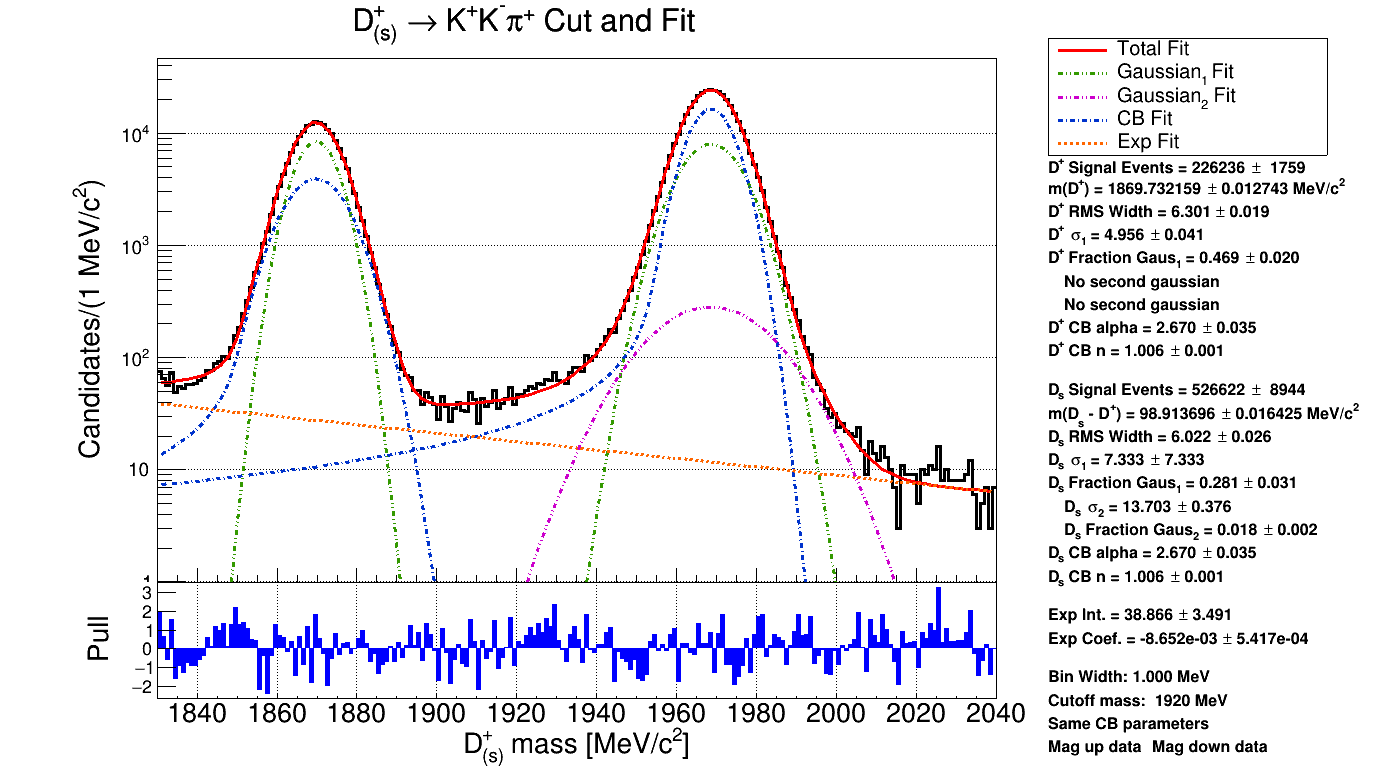 D⁺₍ₛ₎ → K⁺K⁻π⁺ Cut and Fit
Candidates/(1 MeV/c²)
10⁴
10³
10²
10
1
Pull
3
2
1
0
−1
−2
1840 1860 1880 1900 1920 1940 1960 1980 2000 2020 2040
D⁺₍ₛ₎ mass [MeV/c²]
Total Fit
Gaussian₁ Fit
Gaussian₂ Fit
CB Fit
Exp Fit
D⁺ Signal Events = 226236 ± 1759
m(D⁺) = 1869.732159 ± 0.012743 MeV/c²
D⁺ RMS Width = 6.301 ± 0.019
D⁺ σ₁ = 4.956 ± 0.041
D⁺ Fraction Gaus₁ = 0.469 ± 0.020
No second gaussian
No second gaussian
D⁺ CB alpha = 2.670 ± 0.035
D⁺ CB n = 1.006 ± 0.001
Dₛ Signal Events = 526622 ± 8944
m(Dₛ - D⁺) = 98.913696 ± 0.016425 MeV/c²
Dₛ RMS Width = 6.022 ± 0.026
Dₛ σ₁ = 7.333 ± 7.333
Dₛ Fraction Gaus₁ = 0.281 ± 0.031
Dₛ σ₂ = 13.703 ± 0.376
Dₛ Fraction Gaus₂ = 0.018 ± 0.002
Dₛ CB alpha = 2.670 ± 0.035
Dₛ CB n = 1.006 ± 0.001
Exp Int. = 38.866 ± 3.491
Exp Coef. = -8.652e-03 ± 5.417e-04
Bin Width: 1.000 MeV
Cutoff mass: 1920 MeV
Same CB parameters
Mag up data Mag down data